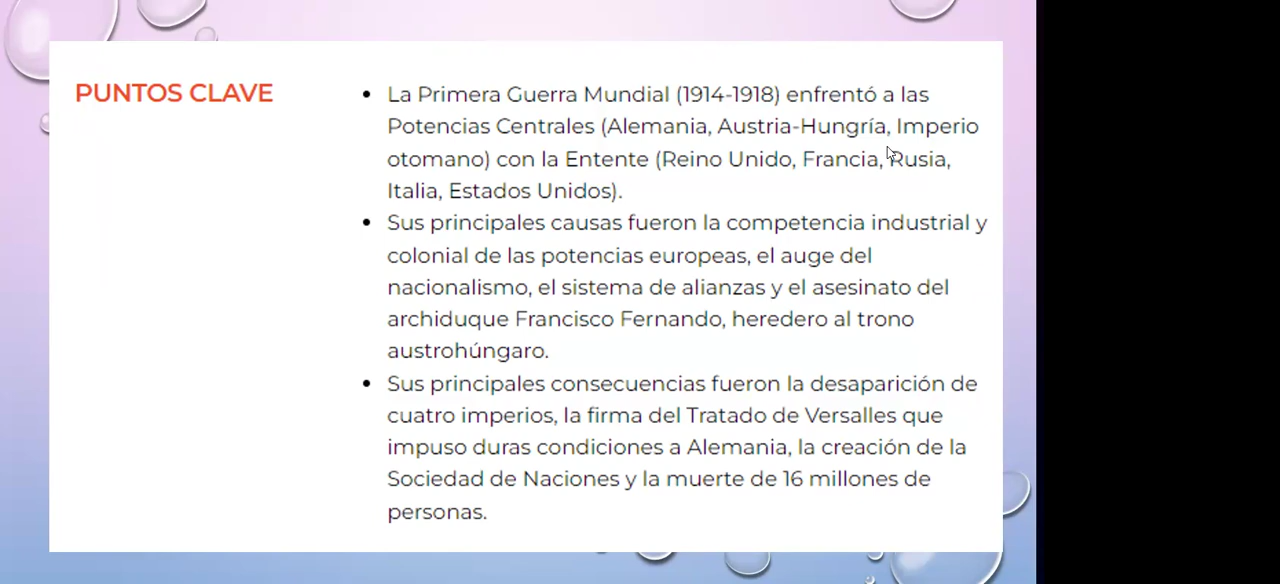 PUNTOS CLAVE
• La Primera Guerra Mundial (1914-1918) enfrentó a las
Potencias Centrales (Alemania, Austria-Hungría, Imperio
otomano) con la Entente (Reino Unido, Francia, Rusia,
Italia, Estados Unidos).
• Sus principales causas fueron la competencia industrial y
colonial de las potencias europeas, el auge del
nacionalismo, el sistema de alianzas y el asesinato del
archiduque Francisco Fernando, heredero al trono
austrohúngaro.
• Sus principales consecuencias fueron la desaparición de
cuatro imperios, la firma del Tratado de Versalles que
impuso duras condiciones a Alemania, la creación de la
Sociedad de Naciones y la muerte de 16 millones de
personas.